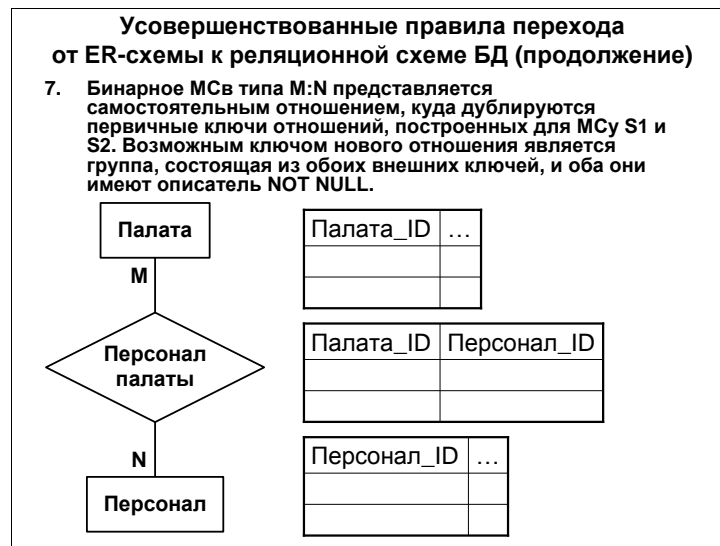 Усовершенствованные правила перехода
от ER-схемы к реляционной схеме БД (продолжение)
7. Бинарное МСв типа M:N представляется
самостоятельным отношением, куда дублируются
первичные ключи отношений, построенных для МСу S1 и
S2. Возможным ключом нового отношения является
группа, состоящая из обоих внешних ключей, и оба они
имеют описатель NOT NULL.
Палата
Палата_ID ...
M
Персонал
палаты
Палата_ID Персонал_ID
N
Персонал_ID ...
Персонал